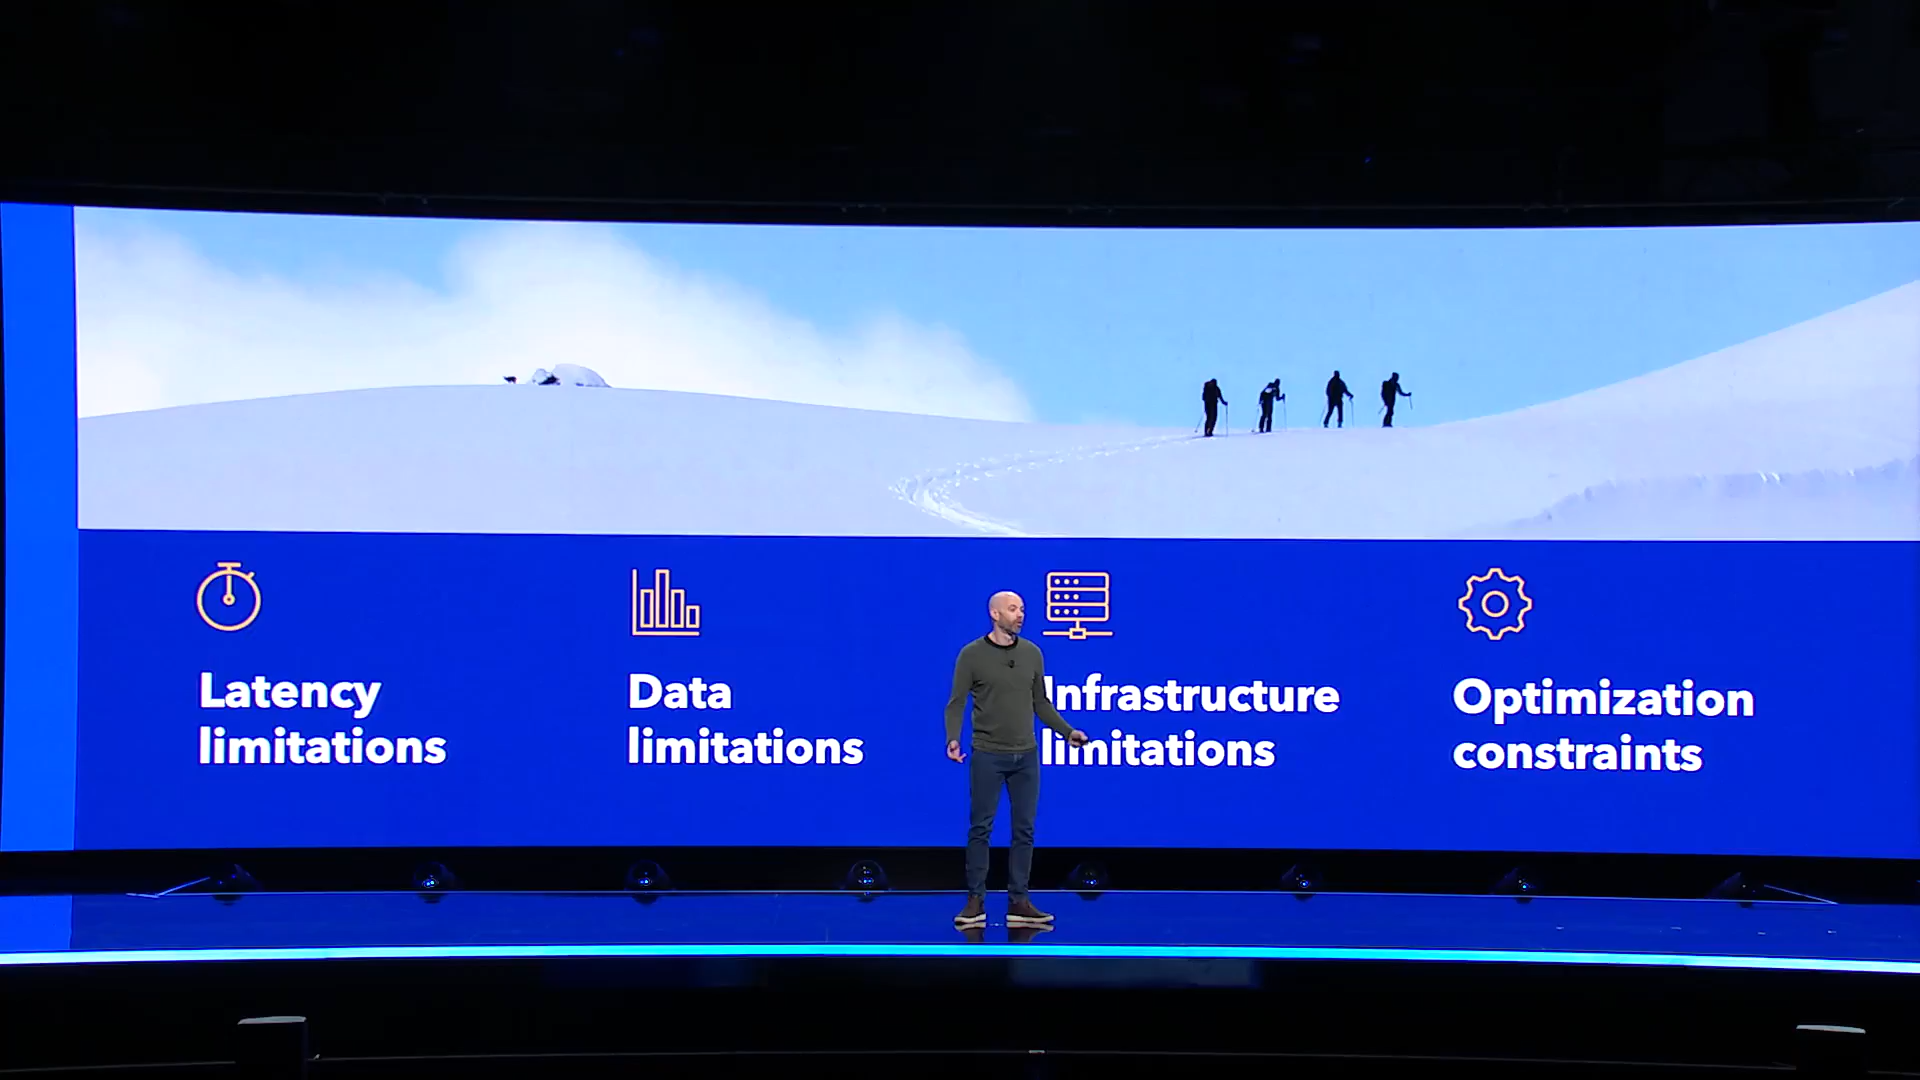 Latency
limitations
Data
limitations
Infrastructure
limitations
Optimization
constraints